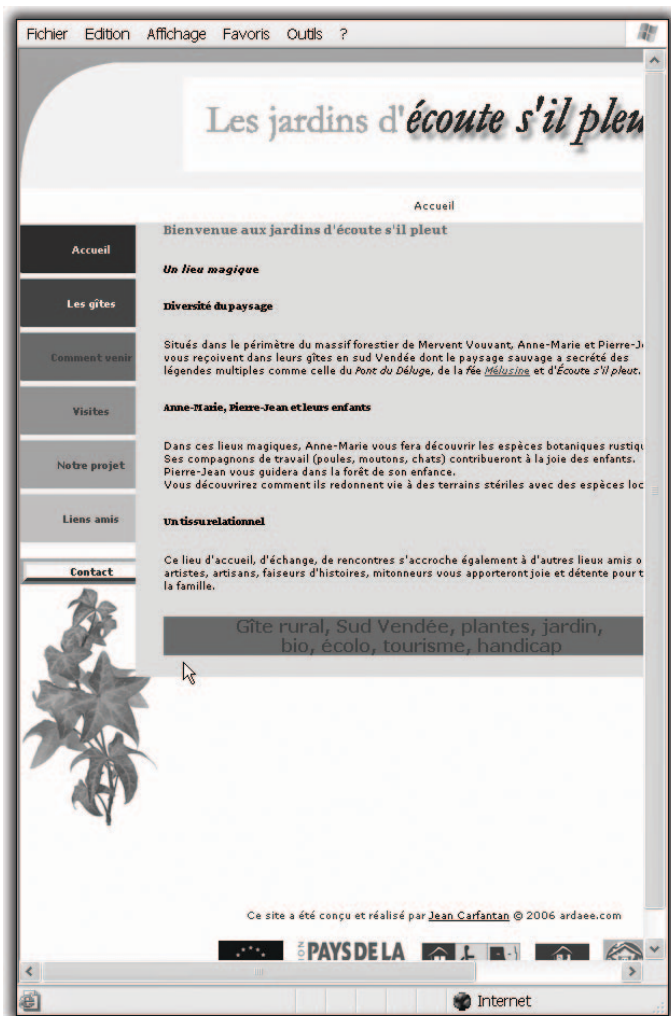 Fichier Edition Affichage Favoris Outils ?
Les jardins d'écoute s'il pleu
Accueil
Accueil
Les gîtes
Comment venir
Visites
Notre projet
Liens amis
Contact
Bienvenue aux jardins d'écoute s'il pleut
Un lieu magique
Diversité du paysage
Situés dans le périmètre du massif forestier de Mervent Vouvant, Anne-Marie et Pierre-J
vous reçoivent dans leurs gîtes en sud Vendée dont le paysage sauvage a secrété des
légendes multiples comme celle du Pont du Déluge, de la fée Mélusine et d'Écoute s'il pleut.
Anne-Marie, Pierre-Jean et leurs enfants
Dans ces lieux magiques, Anne-Marie vous fera découvrir les espèces botaniques rustiqu
Ses compagnons de travail (poules, moutons, chats) contribueront à la joie des enfants.
Pierre-Jean vous guidera dans la forêt de son enfance.
Vous découvrirez comment ils redonnent vie à des terrains stériles avec des espèces loc
Un tissu relationnel
Ce lieu d'accueil, d'échange, de rencontres s'accroche également à d'autres lieux amis o
artistes, artisans, faiseurs d'histoires, mitonneurs vous apporteront joie et détente pour t
la famille.
Gîte rural, Sud Vendée, plantes, jardin,
bio, écolo, tourisme, handicap
Ce site a été conçu et réalisé par Jean Carfantan © 2006 ardaee.com
PAYS DE LA
Internet